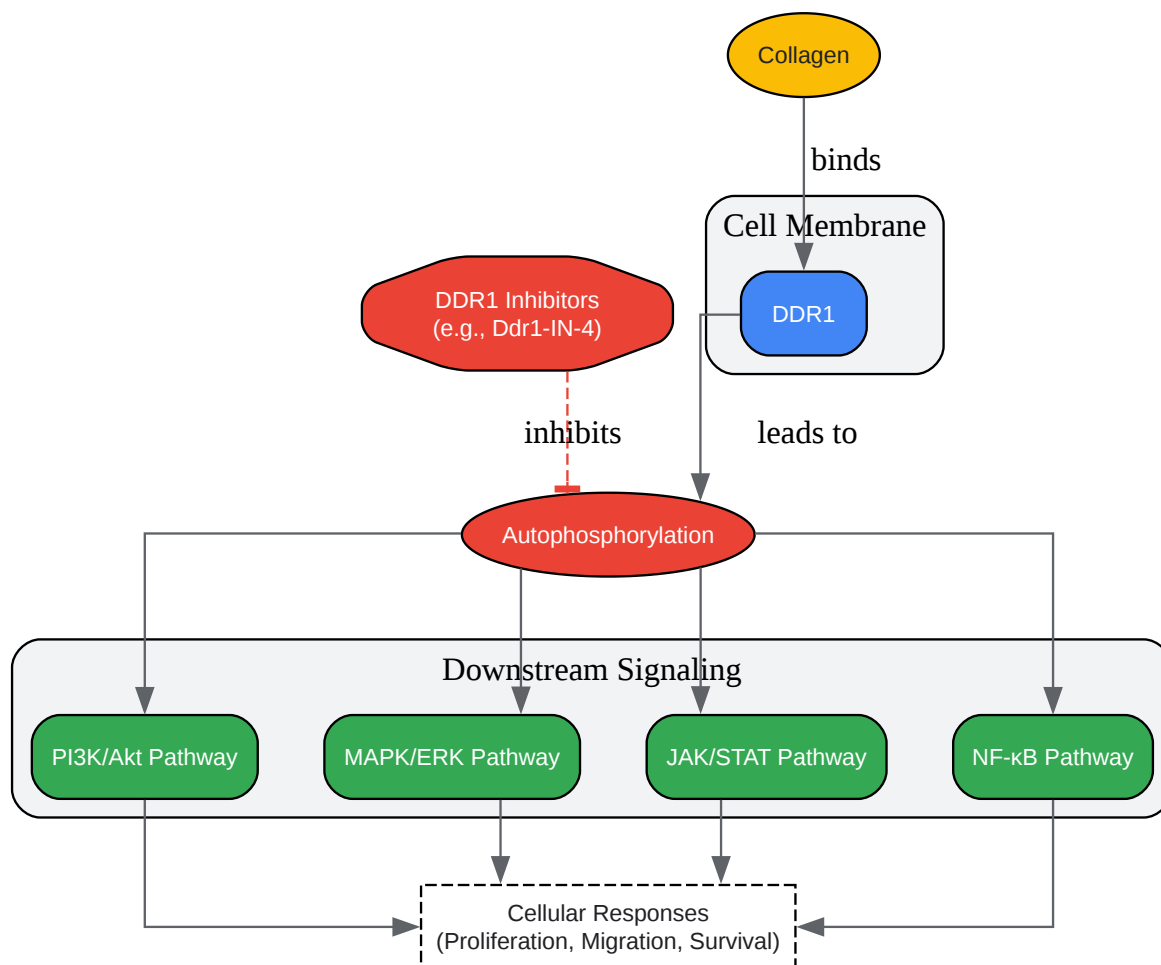 Collagen
binds
Cell Membrane
DDR1 Inhibitors
(e.g., Ddr1-IN-4)
DDR1
inhibits
leads to
Autophosphorylation
Downstream Signaling
PI3K/Akt Pathway
MAPK/ERK Pathway
JAK/STAT Pathway
NF-κB Pathway
Cellular Responses
(Proliferation, Migration, Survival)